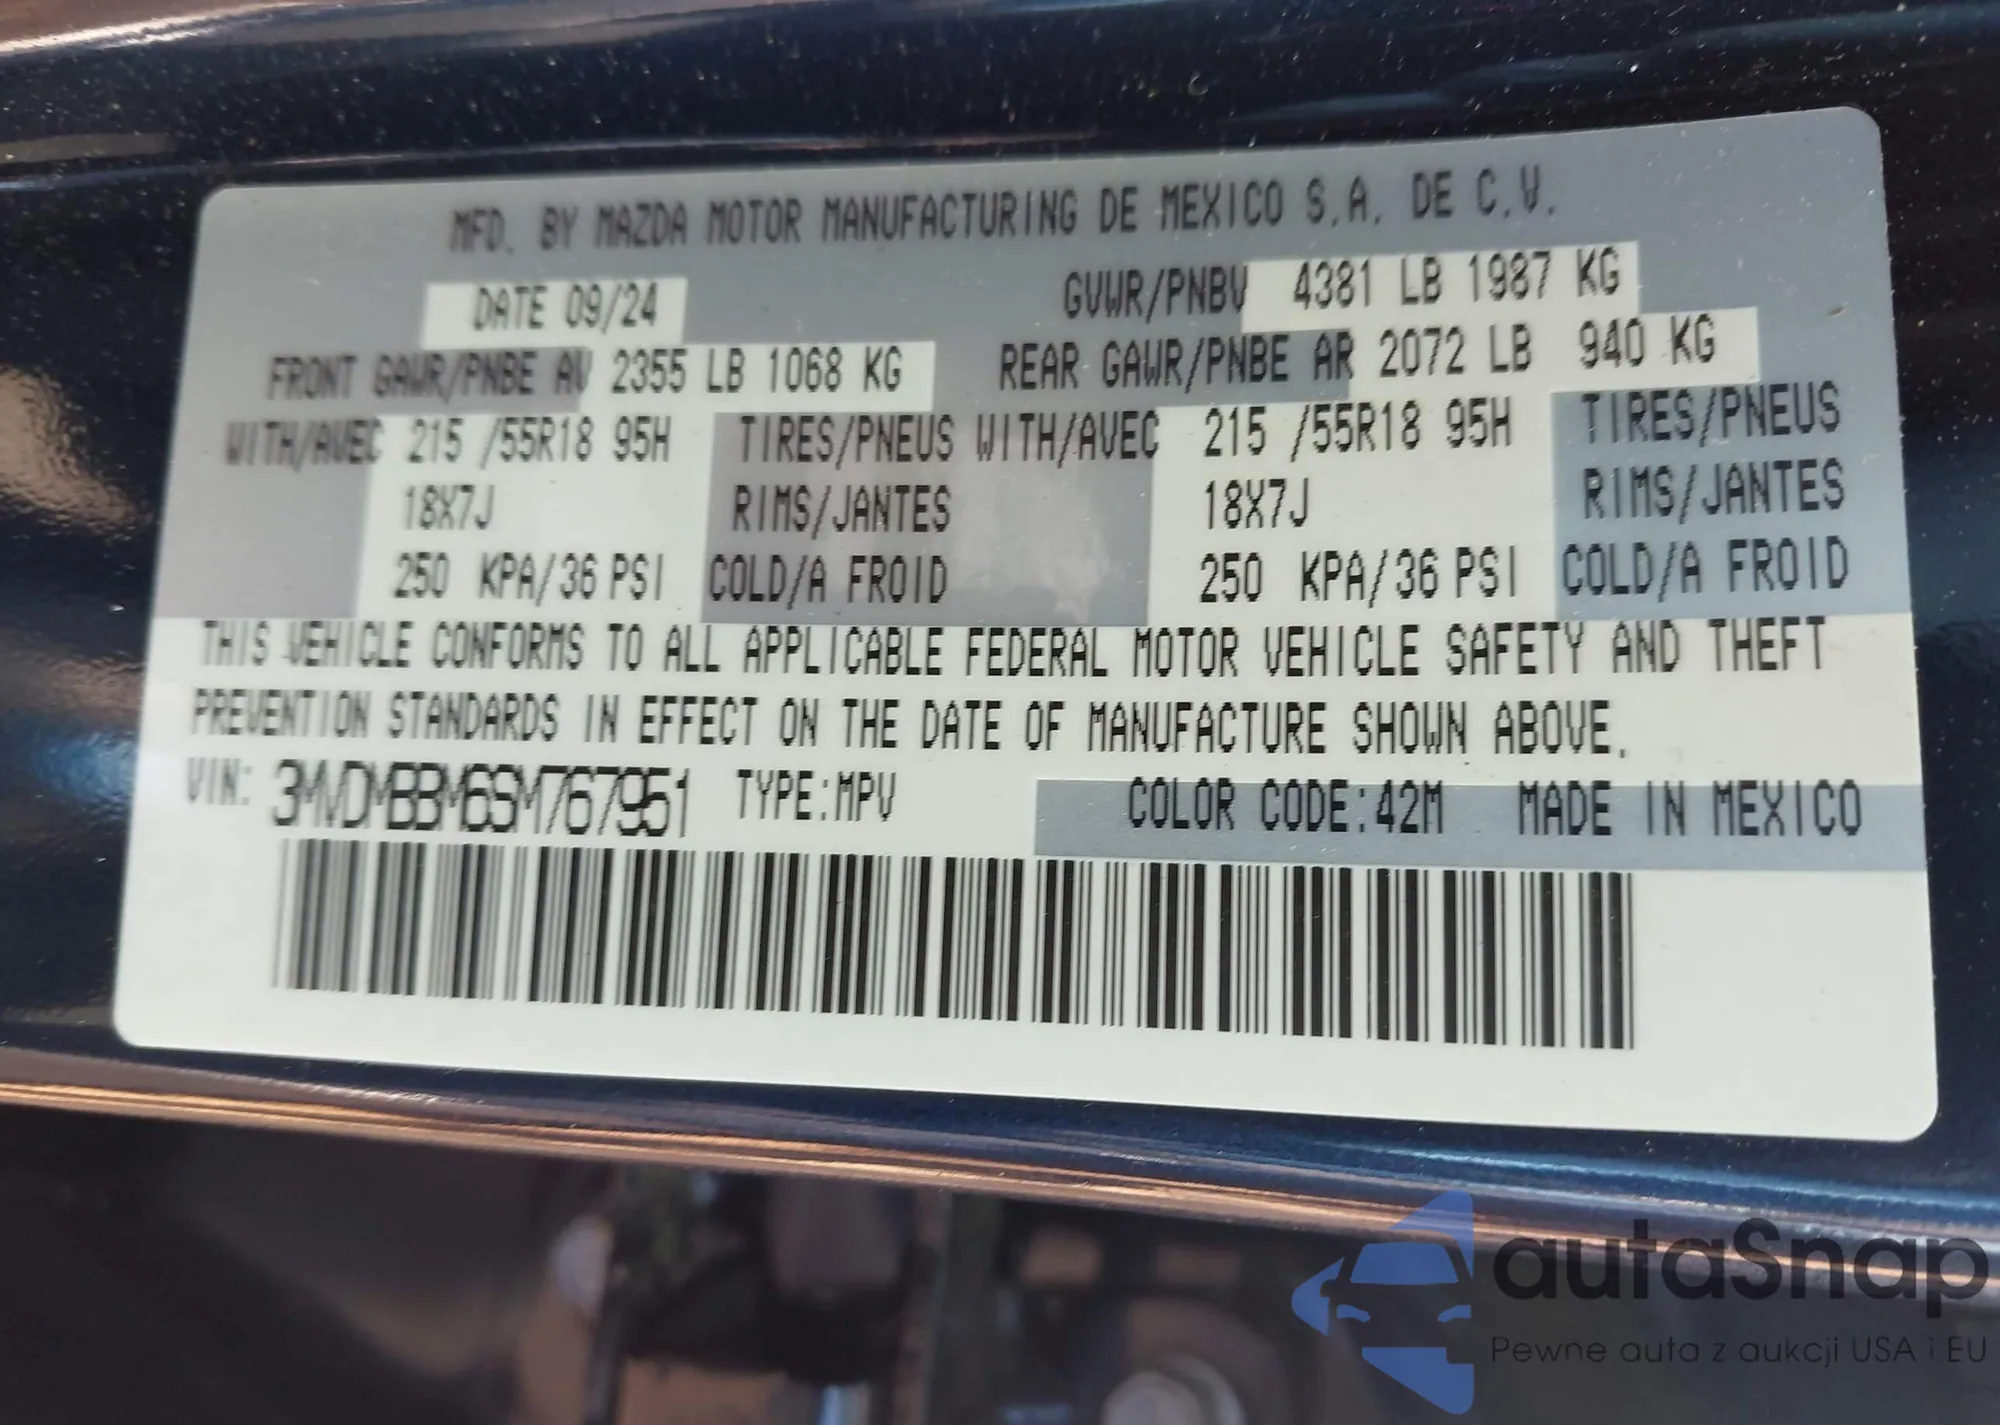 MFD. BY MAZDA MOTOR MANUFACTURING DE MEXICO S.A. DE C.V.
DATE 09/24 GVWR/PNBV 4381 LB 1987 KG
FRONT GAWR/PNBE AV 2355 LB 1068 KG REAR GAWR/PNBE AR 2072 LB 940 KG
WITH/AVEC 215 /55R18 95H TIRES/PNEUS WITH/AVEC 215 /55R18 95H TIRES/PNEUS
18X7J RIMS/JANTES 18X7J RIMS/JANTES
250 KPA/36 PSI COLD/A FROID 250 KPA/36 PSI COLD/A FROID
THIS VEHICLE CONFORMS TO ALL APPLICABLE FEDERAL MOTOR VEHICLE SAFETY AND THEFT
PREVENTION STANDARDS IN EFFECT ON THE DATE OF MANUFACTURE SHOWN ABOVE.
VIN: 3MVDMBBM6SM767951 TYPE:MPV COLOR CODE:42M MADE IN MEXICO
autaSnap
Pewne auta z aukcji USA i EU